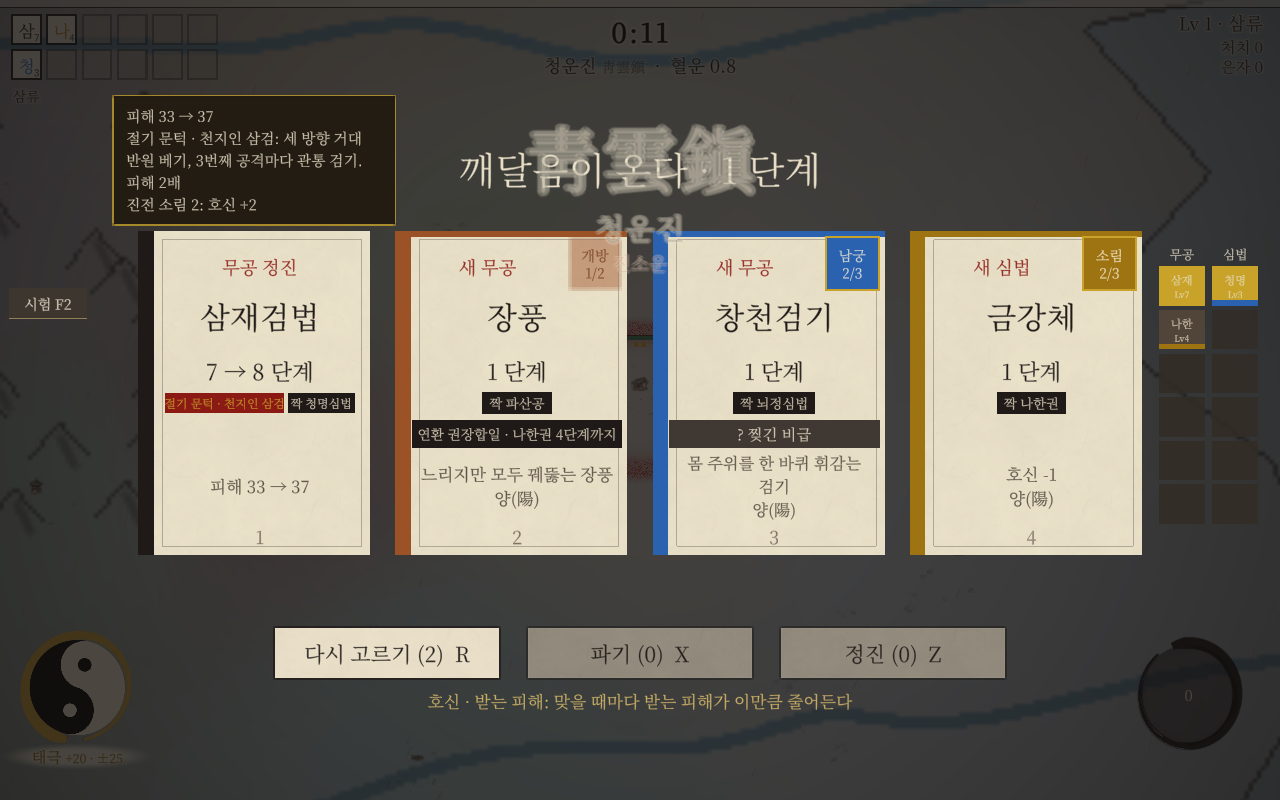 삼7 나4
청3
삼류
0:11
청운진 青雲鎭 · 혈운 0.8
Lv 1 · 삼류
처치 0
은자 0
피해 33 → 37
절기 문턱 · 천지인 삼검: 세 방향 거대
반원 베기, 3번째 공격마다 관통 검기.
피해 2배
진전 소림 2: 호신 +2
青雲鎭
깨달음이 온다 · 1 단계
청운진
시험 F2
무공 정진
삼재검법
7 → 8 단계
절기 문턱 · 천지인 삼검
짝 청명심법
피해 33 → 37
1
새 무공
개방
1/2
장풍
1 단계
짝 파산공
연환 권장합일 · 나한권 4단계까지
느리지만 모두 꿰뚫는 장풍
양(陽)
2
새 무공
남궁
2/3
창천검기
1 단계
짝 뇌정심법
? 찢긴 비급
몸 주위를 한 바퀴 휘감는
검기
양(陽)
3
새 심법
소림
2/3
금강체
1 단계
짝 나한권
호신 -1
양(陽)
4
무공 심법
삼재 Lv7
청명 Lv3
나한 Lv4
다시 고르기 (2) R
파기 (0) X
정진 (0) Z
호신 · 받는 피해: 맞을 때마다 받는 피해가 이만큼 줄어든다
태극 +20 · ±25
0